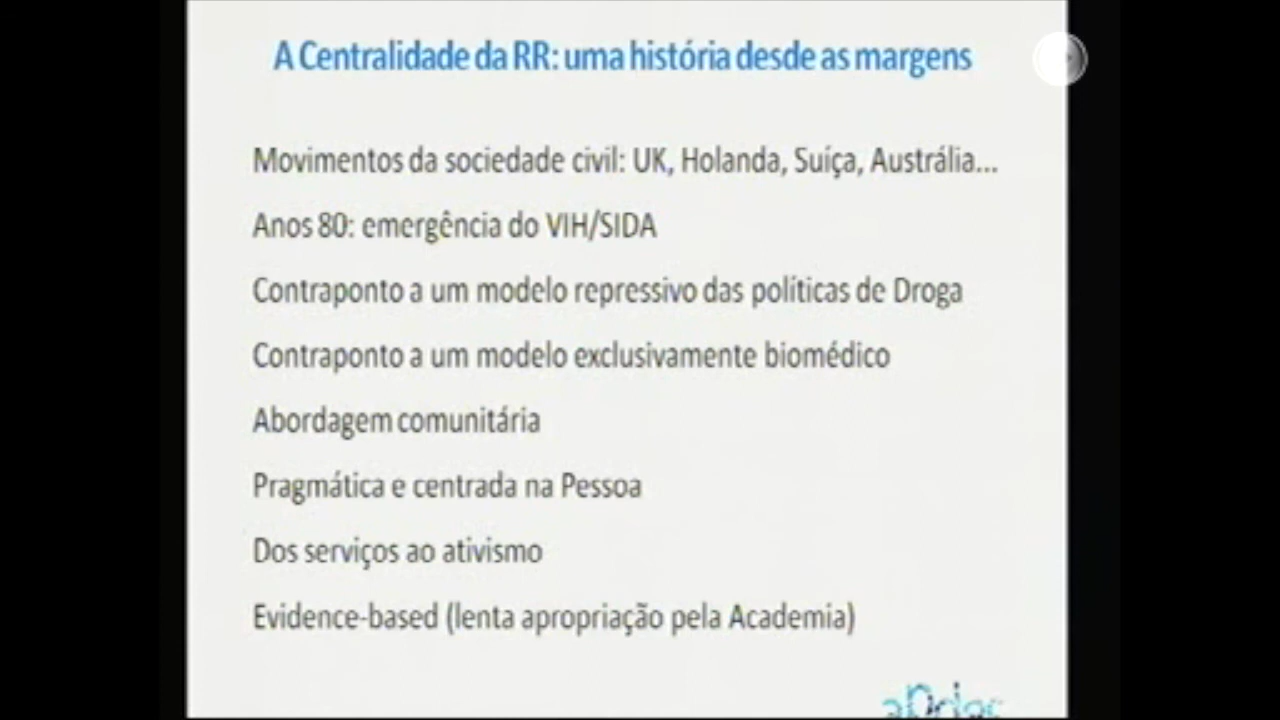 A Centralidade da RR: uma história desde as margens
Movimentos da sociedade civil: UK, Holanda, Suíça, Austrália...
Anos 80: emergência do VIH/SIDA
Contraponto a um modelo repressivo das políticas de Droga
Contraponto a um modelo exclusivamente biomédico
Abordagem comunitária
Pragmática e centrada na Pessoa
Dos serviços ao ativismo
Evidence-based (lenta apropriação pela Academia)